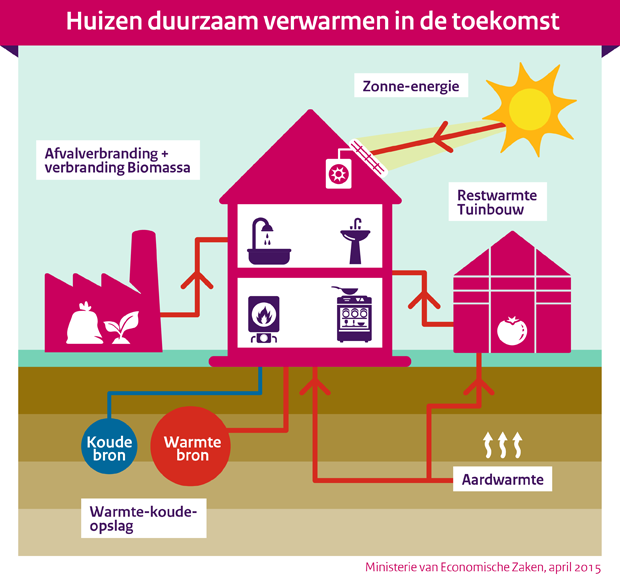 Huizen duurzaam verwarmen in de toekomst
Zonne-energie
Afvalverbranding +
verbranding Biomassa
Restwarmte
Tuinbouw
Koude
bron
Warmte
bron
Aardwarmte
Warmte-koude-
opslag
Ministerie van Economische Zaken, april 2015